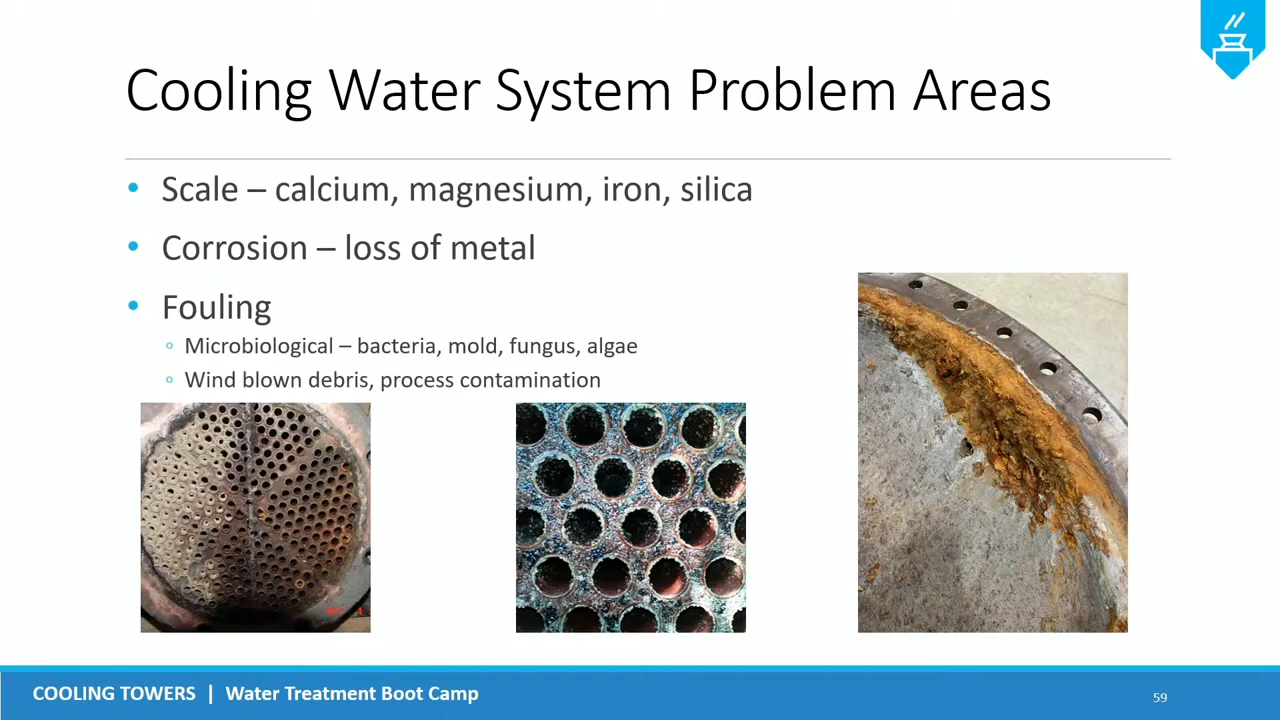 Cooling Water System Problem Areas
• Scale – calcium, magnesium, iron, silica
• Corrosion – loss of metal
• Fouling
◦ Microbiological – bacteria, mold, fungus, algae
◦ Wind blown debris, process contamination
COOLING TOWERS | Water Treatment Boot Camp
59